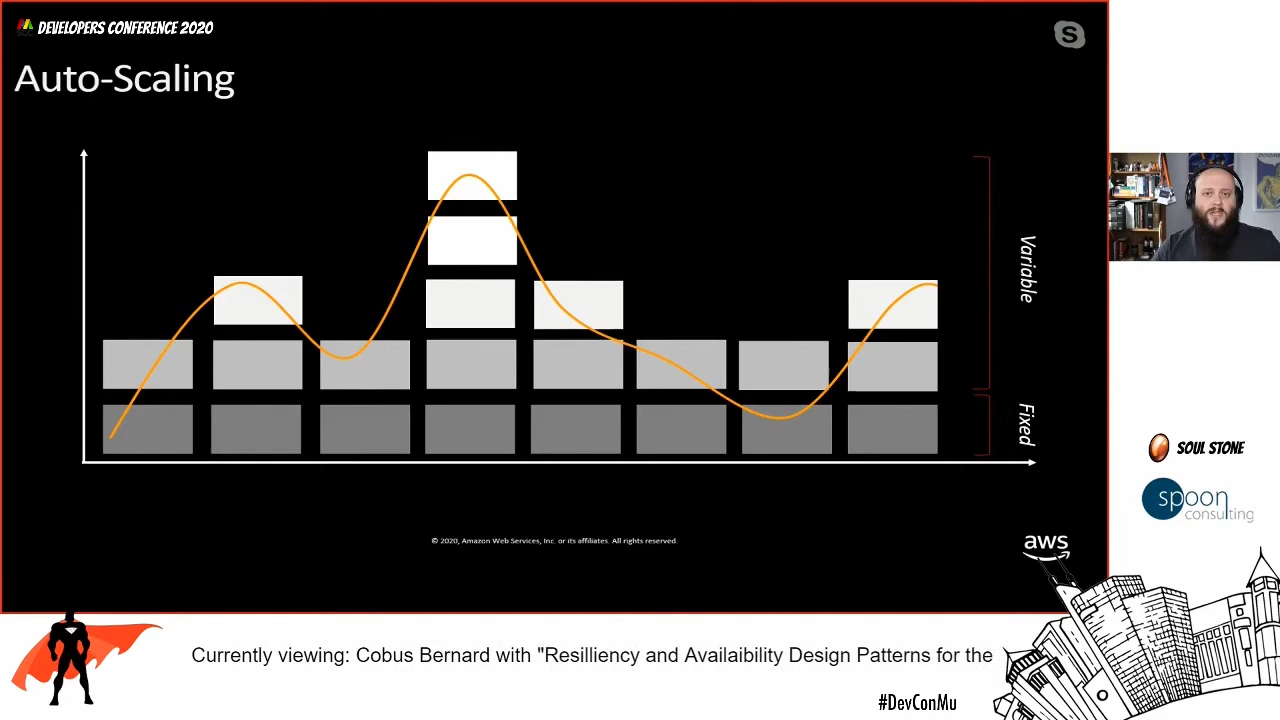 DEVELOPERS CONFERENCE 2020
S
Auto-Scaling
Variable
Fixed
© 2020, Amazon Web Services, Inc. or its affiliates. All rights reserved.
aws
SOUL STONE
spoon
consulting
Currently viewing: Cobus Bernard with "Resilliency and Availaibility Design Patterns for the
#DevConMu